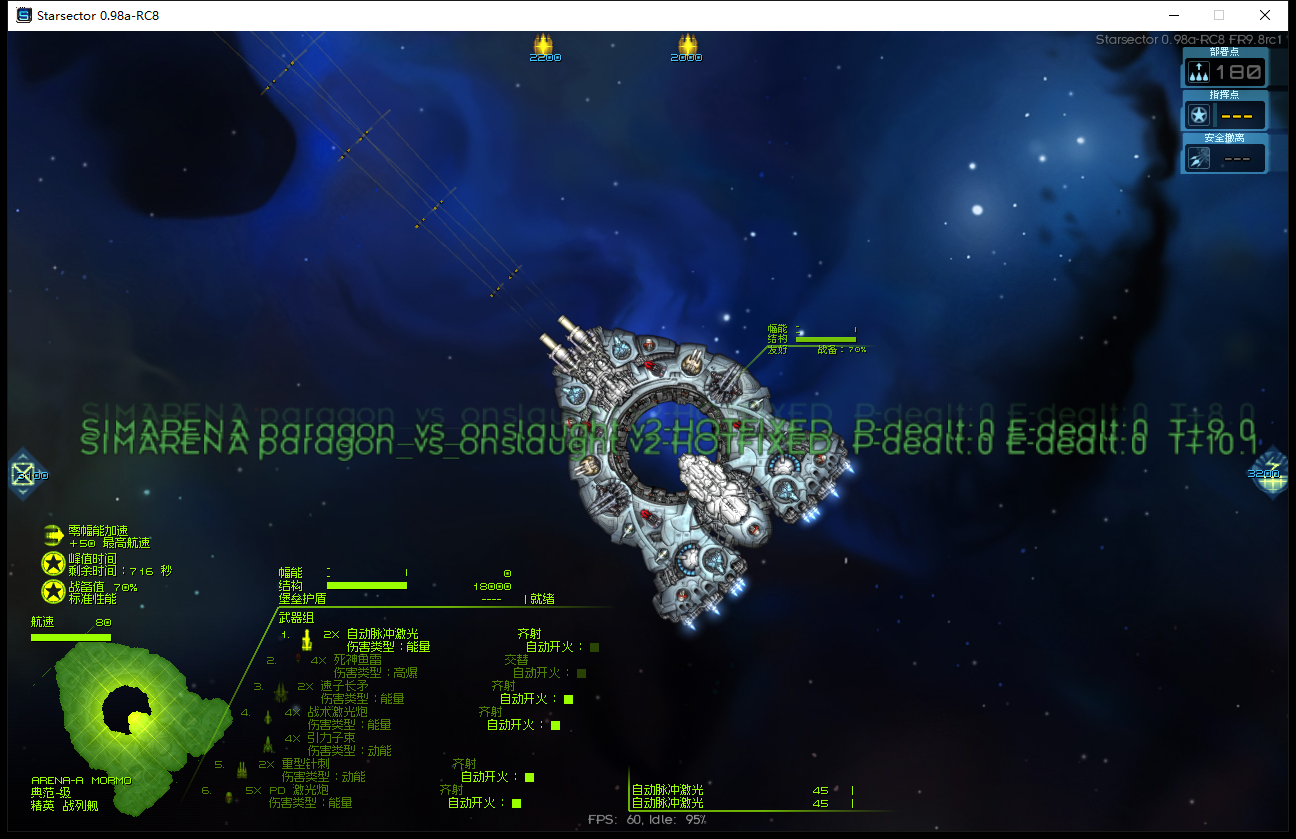 Starsector 0.98a-RC8
Starsector 0.98a-RC8 FR9.8rc1
2200
2000
部署点
180
指挥点
---
安全撤离
---
幅能
结构
友好 战备：70%
SIMARENA paragon_vs_onslaught v2-HOTFIXED P-dealt:0 E-dealt:0 T+9.0
SIMARENA paragon_vs_onslaught v2-HOTFIXED P-dealt:0 E-dealt:0 T+10.1
3200
零幅能加速
+50 最高航速
峰值时间
剩余时间：716 秒
战备值 70%
标准性能
航速 80
幅能 0
结构 18000
堡垒护盾 ---- 就绪
武器组
1. 2X 自动脉冲激光 齐射
伤害类型：能量 自动开火：
2. 4X 死神鱼雷 交替
伤害类型：高爆 自动开火：
3. 2X 速子长矛 齐射
伤害类型：能量 自动开火：
4. 4X 战术激光炮 齐射
伤害类型：能量 自动开火：
4X 引力子束
伤害类型：动能
5. 2X 重型针刺 齐射
伤害类型：动能 自动开火：
6. 5X PD 激光炮 齐射
伤害类型：能量 自动开火：
ARENA-A MORMO
典范-级
精英 战列舰
自动脉冲激光 45
自动脉冲激光 45
FPS: 60, Idle: 95%